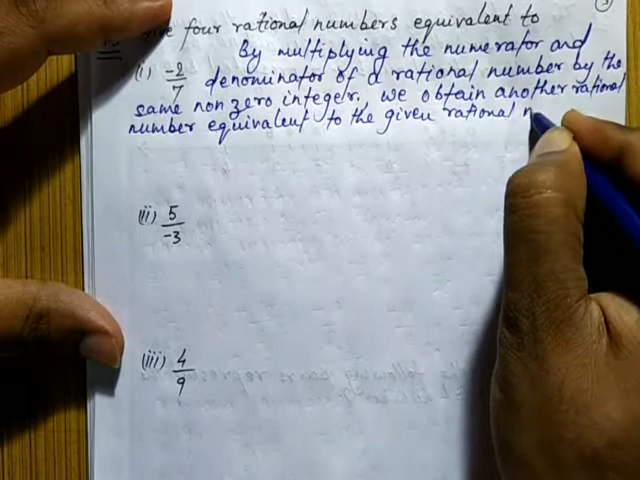 four rational numbers equivalent to
By multiplying the numerator and
(i) -2/7 denominator of a rational number by the
same non zero integer, we obtain another rational
number equivalent to the given rational n
(ii) 5/-3
(iii) 4/9